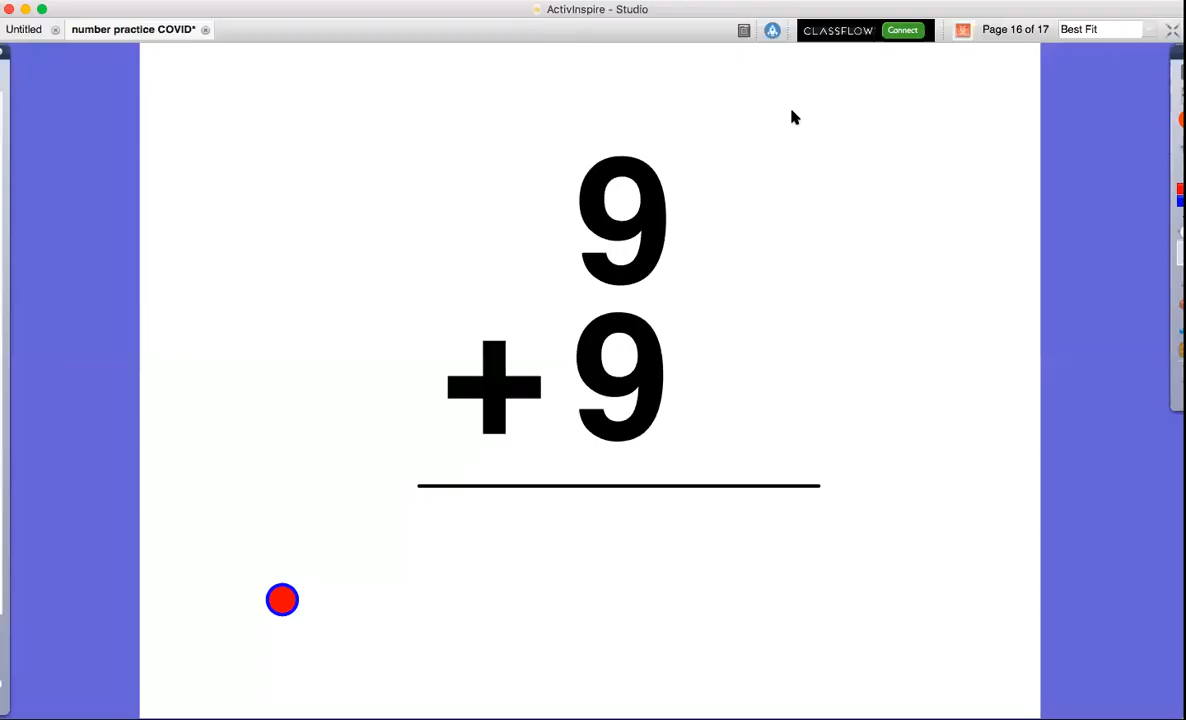 ActivInspire - Studio
Untitled
number practice COVID*
CLASSFLOW Connect
Page 16 of 17
Best Fit
9
+ 9